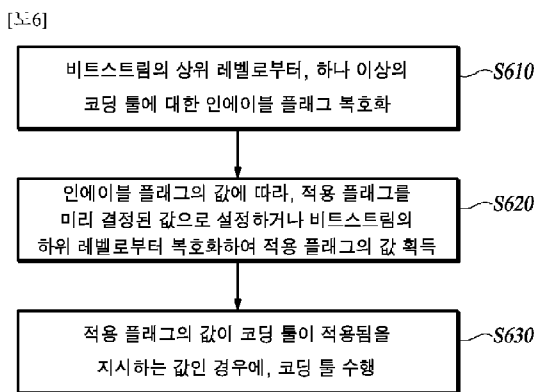 [도6]
비트스트림의 상위 레벨로부터, 하나 이상의
코딩 툴에 대한 인에이블 플래그 복호화
S610
인에이블 플래그의 값에 따라, 적용 플래그를
미리 결정된 값으로 설정하거나 비트스트림의
하위 레벨로부터 복호화하여 적용 플래그의 값 획득
S620
적용 플래그의 값이 코딩 툴이 적용됨을
지시하는 값인 경우에, 코딩 툴 수행
S630